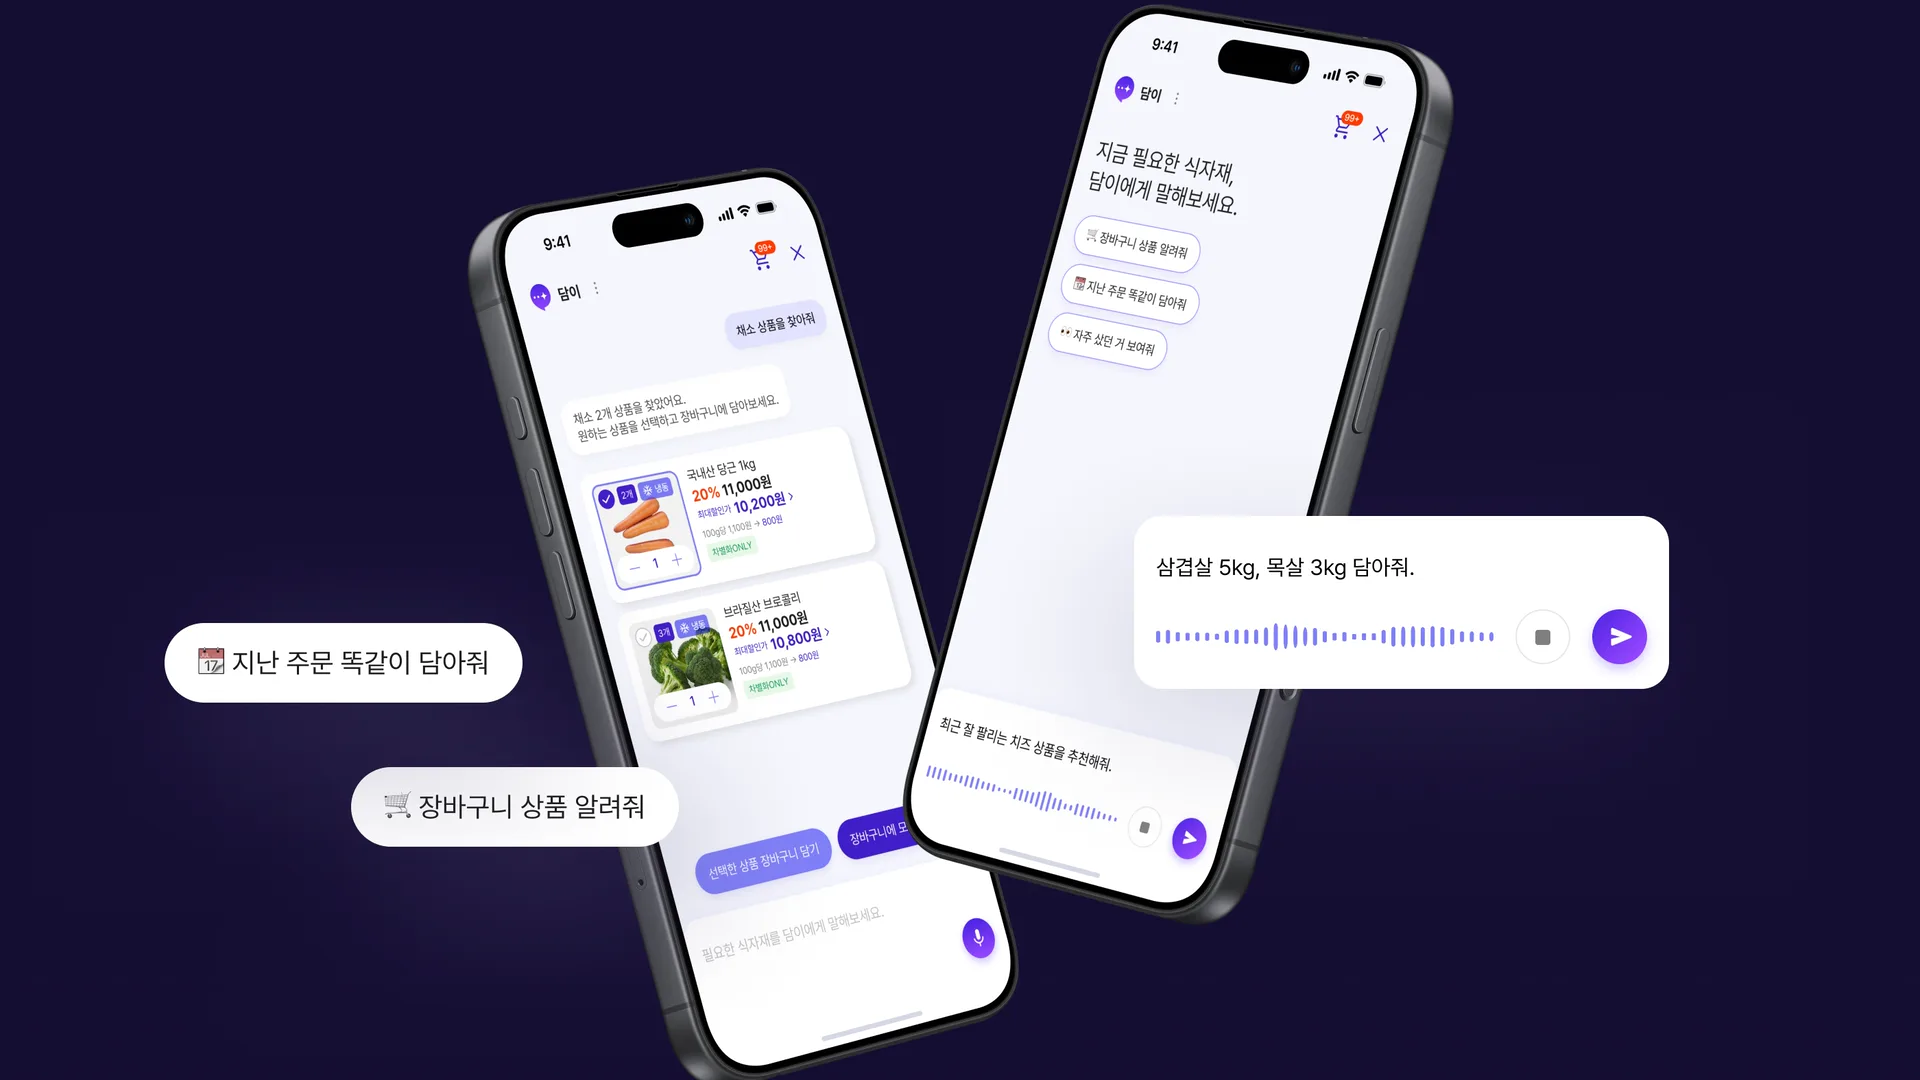 9:41
99+
담이
채소 상품을 찾아줘
채소 2개 상품을 찾았어요.
원하는 상품을 선택하고 장바구니에 담아보세요.
2개
냉동
국내산 당근 1kg
20% 11,000원
최대할인가 10,200원
100g당 1,100원 → 800원
차별화ONLY
1
3개
냉동
브라질산 브로콜리
20% 11,000원
최대할인가 10,800원
100g당 1,100원 → 800원
차별화ONLY
1
선택한 상품 장바구니 담기
장바구니에 모
필요한 식자재를 담이에게 말해보세요.
17 지난 주문 똑같이 담아줘
장바구니 상품 알려줘
9:41
담이
99+
지금 필요한 식자재,
담이에게 말해보세요.
장바구니 상품 알려줘
지난 주문 똑같이 담아줘
자주 샀던 거 보여줘
삼겹살 5kg, 목살 3kg 담아줘.
최근 잘 팔리는 치즈 상품을 추천해줘.